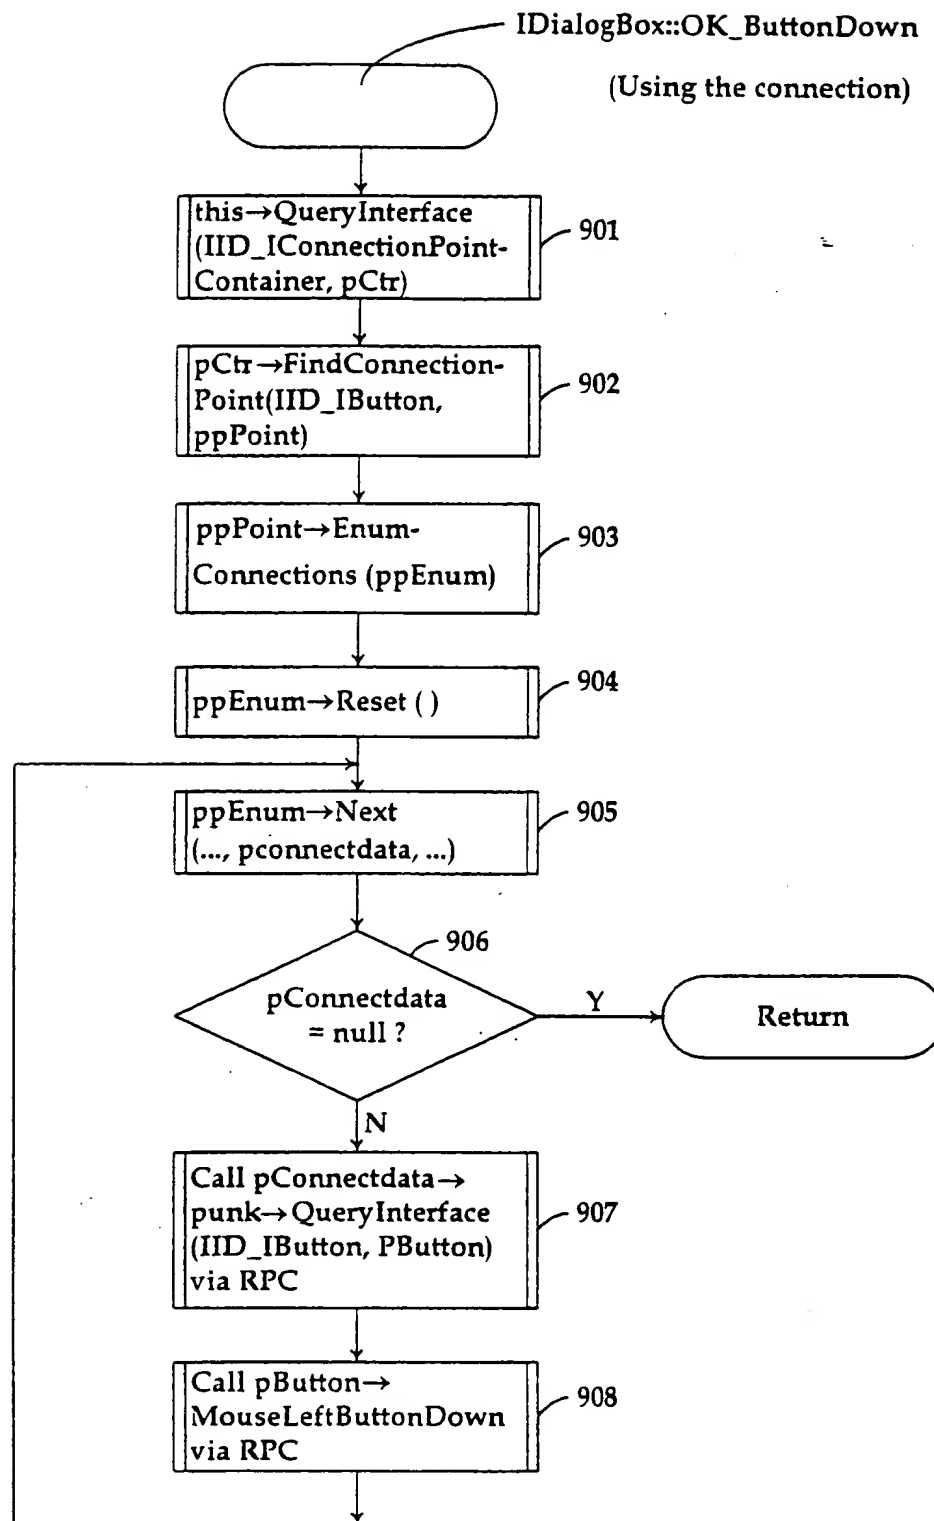 IDialogBox::OK_ButtonDown
(Using the connection)
this→QueryInterface
(IID_IConnectionPoint-
Container, pCtr)
901
pCtr→FindConnection-
Point(IID_IButton,
ppPoint)
902
ppPoint→Enum-
Connections (ppEnum)
903
ppEnum→Reset ( )
904
ppEnum→Next
(..., pconnectdata, ...)
905
906
pConnectdata
= null ?
Y
Return
N
Call pConnectdata→
punk→QueryInterface
(IID_IButton, PButton)
via RPC
907
Call pButton→
MouseLeftButtonDown
via RPC
908